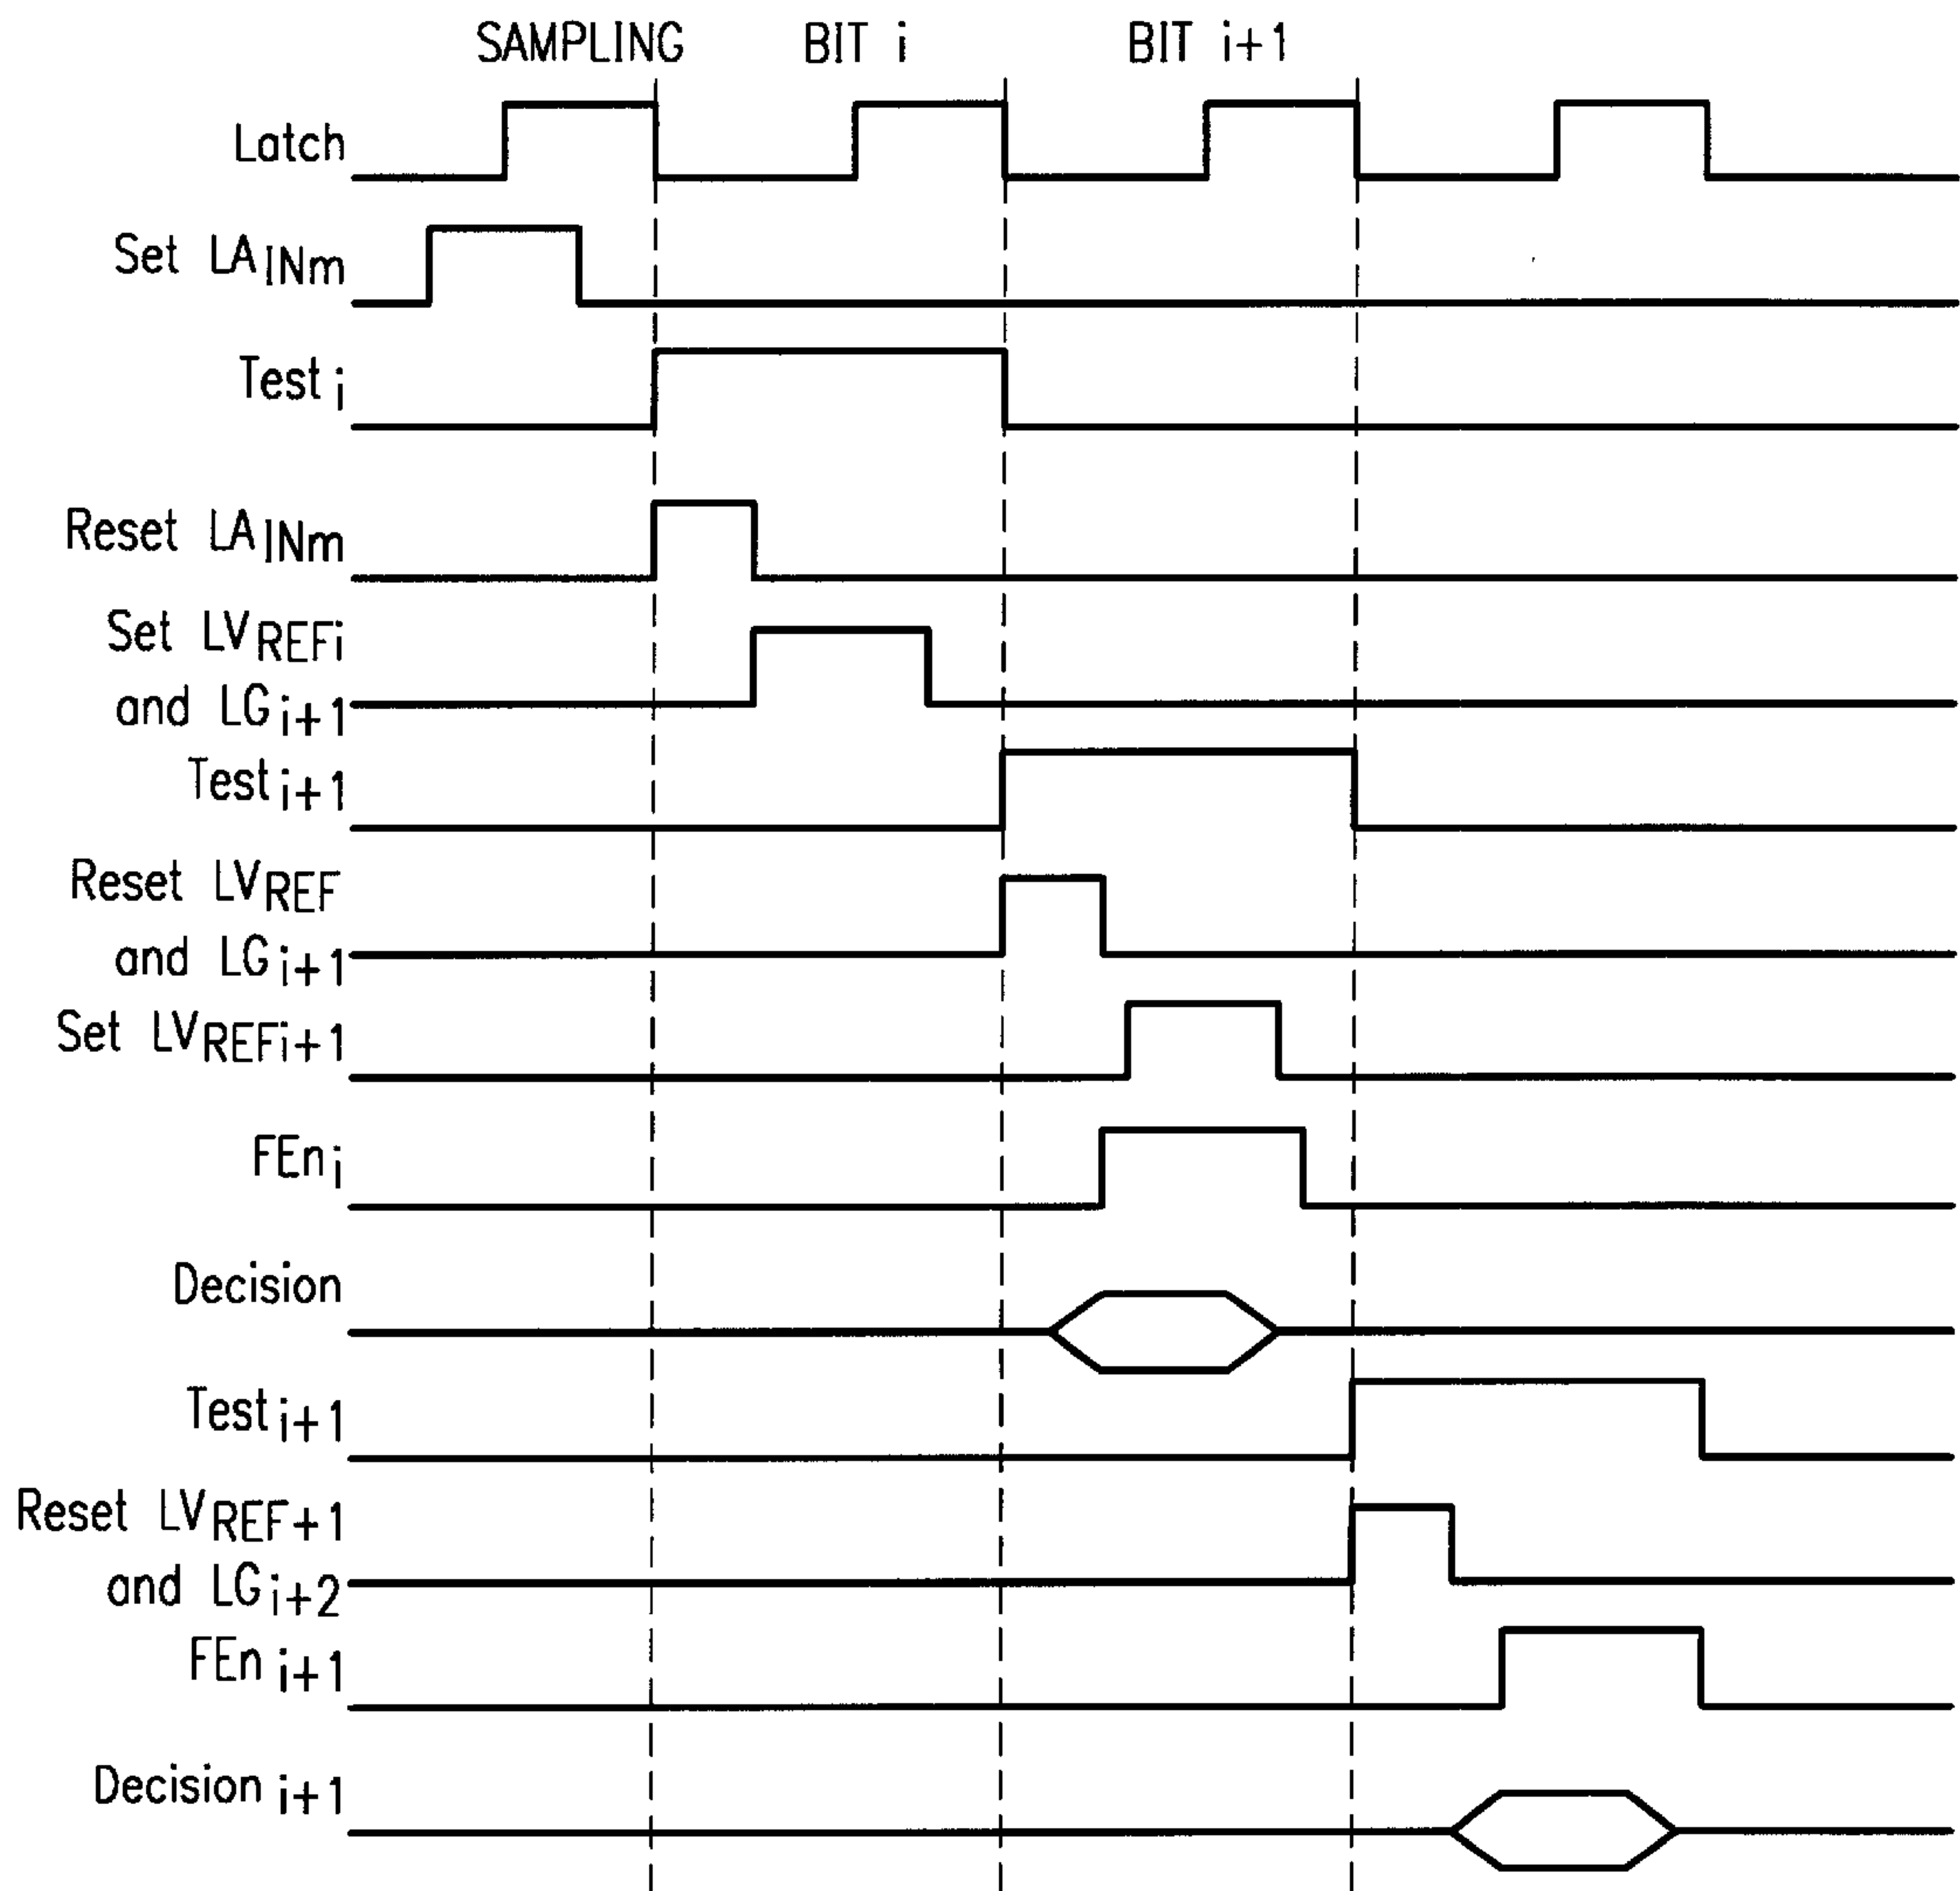 SAMPLING BIT i BIT i+1
Latch
Set LAINm
Test i
Reset LAINm
Set LVREFi
and LGi+1
Test i+1
Reset LVREF
and LGi+1
Set LVREFi+1
FEni
Decision
Test i+1
Reset LVREF+1
and LGi+2
FEn i+1
Decision i+1